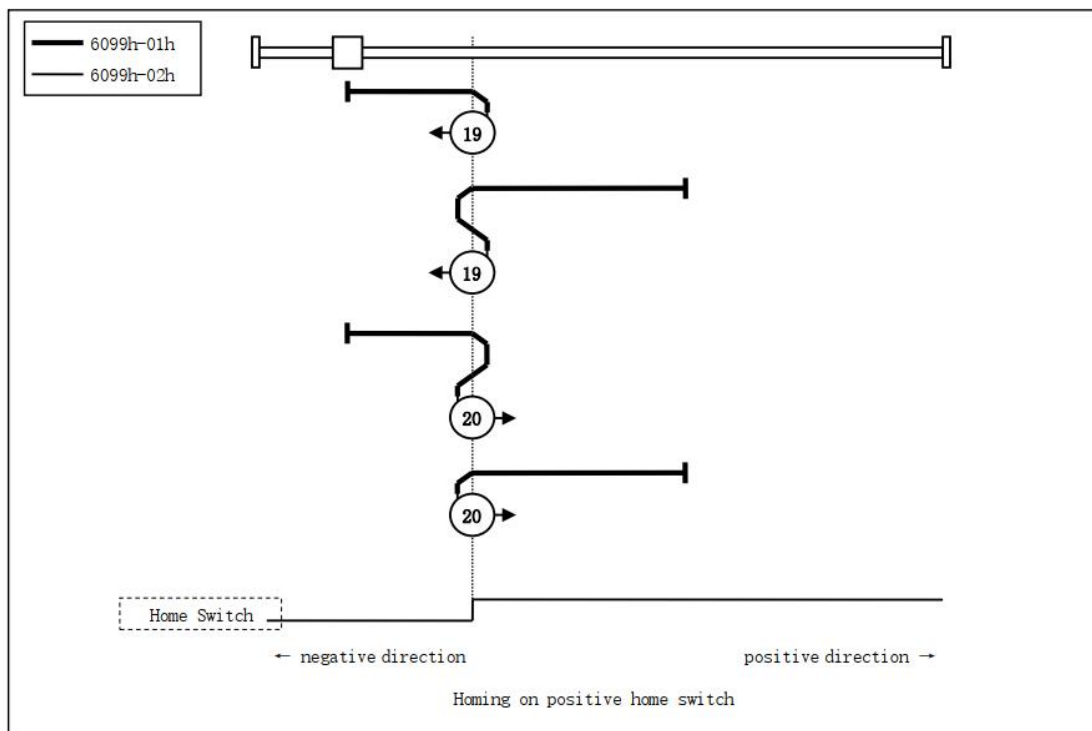 6099h-01h
6099h-02h
19
19
20
20
Home Switch
← negative direction
positive direction →
Homing on positive home switch